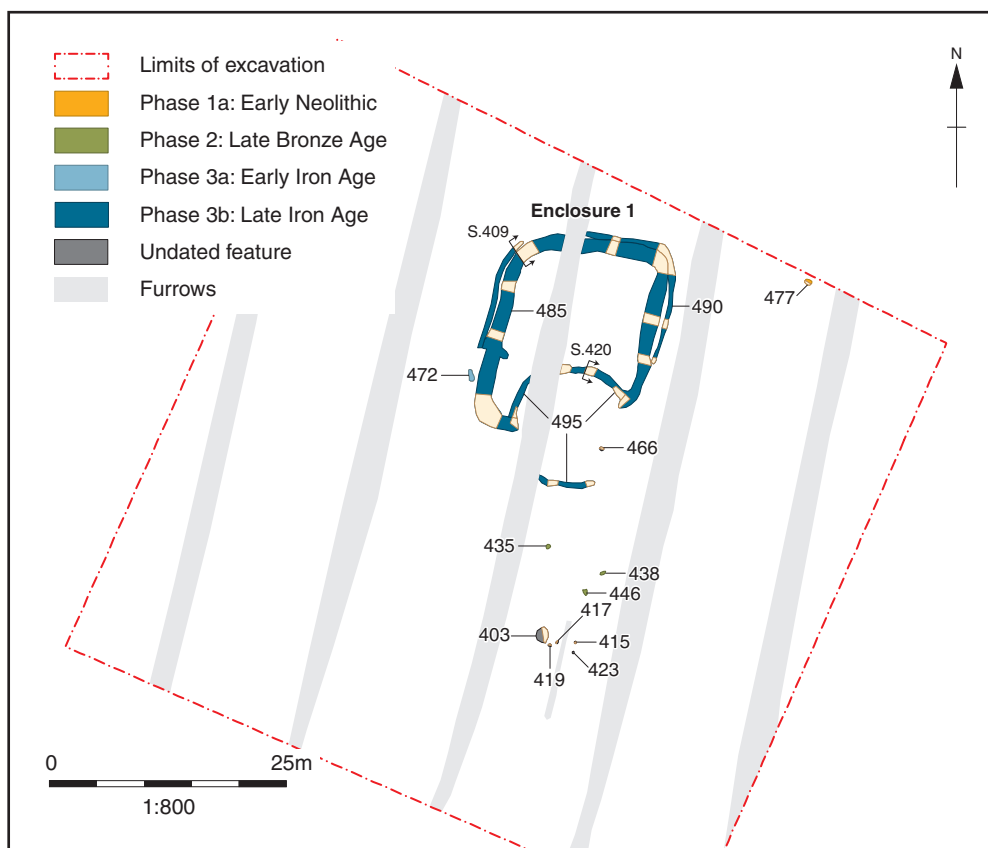 Limits of excavation
Phase 1a: Early Neolithic
Phase 2: Late Bronze Age
Phase 3a: Early Iron Age
Phase 3b: Late Iron Age
Undated feature
Furrows
N
Enclosure 1
S.409
485
490
477
S.420
472
495
466
435
438
446
417
403
415
419
423
0 25m
1:800